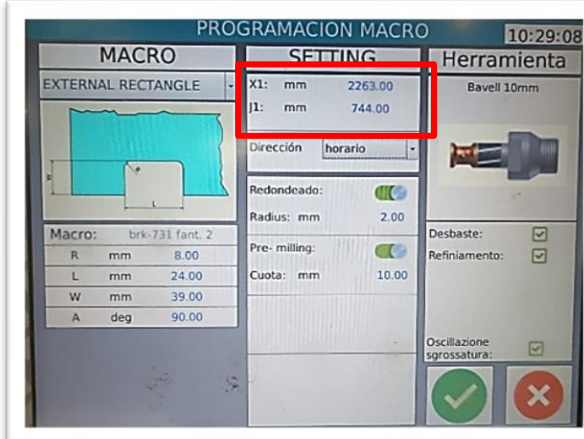 PROGRAMACION MACRO
10:29:08
MACRO
EXTERNAL RECTANGLE
W
L
Macro: brk-731 fant. 2
R mm 8.00
L mm 24.00
W mm 39.00
A deg 90.00
SETTING
X1: mm 2263.00
J1: mm 744.00
Dirección horario
Redondeado:
Radius: mm 2.00
Pre- milling:
Cuota: mm 10.00
Herramienta
Bavell 10mm
Desbaste:
Refiniamento:
Oscillazione
sgrossatura: